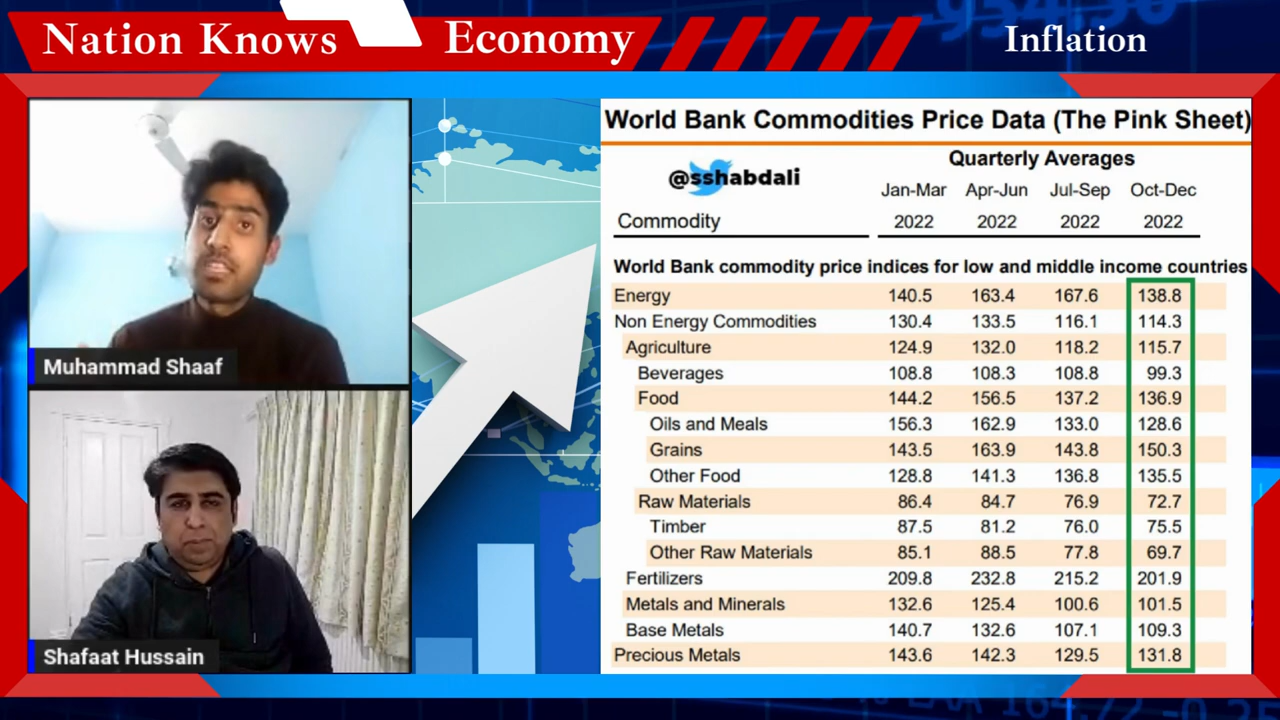 Nation Knows
Economy
Inflation
Muhammad Shaaf
Shafaat Hussain
World Bank Commodities Price Data (The Pink Sheet)
@sshabdali
Quarterly Averages
Jan-Mar Apr-Jun Jul-Sep Oct-Dec
Commodity 2022 2022 2022 2022
World Bank commodity price indices for low and middle income countries
Energy 140.5 163.4 167.6 138.8
Non Energy Commodities 130.4 133.5 116.1 114.3
Agriculture 124.9 132.0 118.2 115.7
Beverages 108.8 108.3 108.8 99.3
Food 144.2 156.5 137.2 136.9
Oils and Meals 156.3 162.9 133.0 128.6
Grains 143.5 163.9 143.8 150.3
Other Food 128.8 141.3 136.8 135.5
Raw Materials 86.4 84.7 76.9 72.7
Timber 87.5 81.2 76.0 75.5
Other Raw Materials 85.1 88.5 77.8 69.7
Fertilizers 209.8 232.8 215.2 201.9
Metals and Minerals 132.6 125.4 100.6 101.5
Base Metals 140.7 132.6 107.1 109.3
Precious Metals 143.6 142.3 129.5 131.8